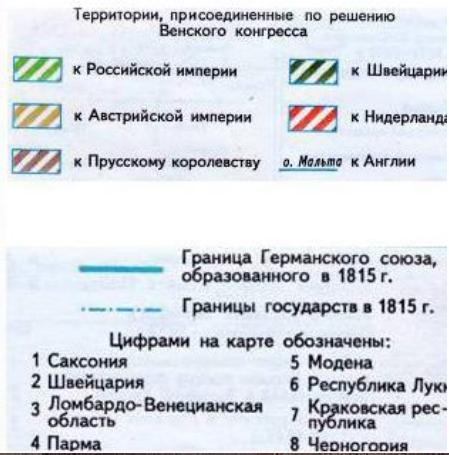 Территории, присоединенные по решению
Венского конгресса
к Российской империи
к Австрийской империи
к Прусскому королевству
к Швейцарии
к Нидерланда
о. Мальта к Англии
Граница Германского союза,
образованного в 1815 г.
Границы государств в 1815 г.
Цифрами на карте обозначены:
1 Саксония
2 Швейцария
3 Ломбардо-Венецианская
область
4 Парма
5 Модена
6 Республика Лукк
7 Краковская рес-
публика
8 Черногория